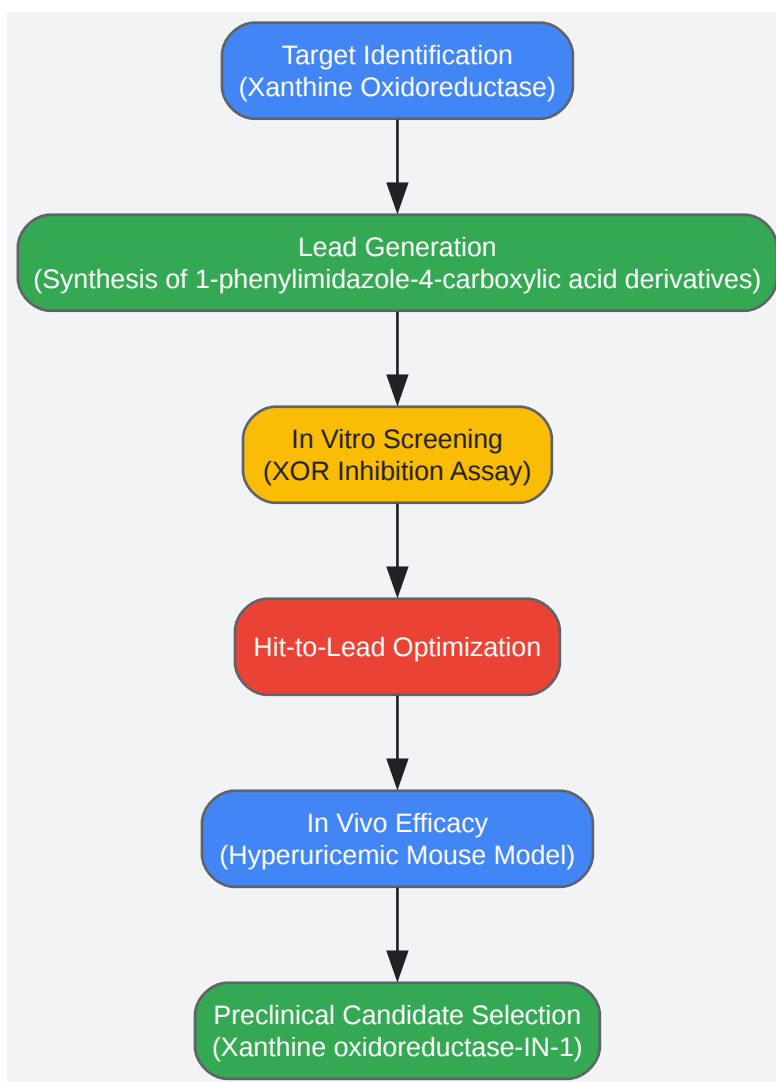 Target Identification
(Xanthine Oxidoreductase)
Lead Generation
(Synthesis of 1-phenylimidazole-4-carboxylic acid derivatives)
In Vitro Screening
(XOR Inhibition Assay)
Hit-to-Lead Optimization
In Vivo Efficacy
(Hyperuricemic Mouse Model)
Preclinical Candidate Selection
(Xanthine oxidoreductase-IN-1)